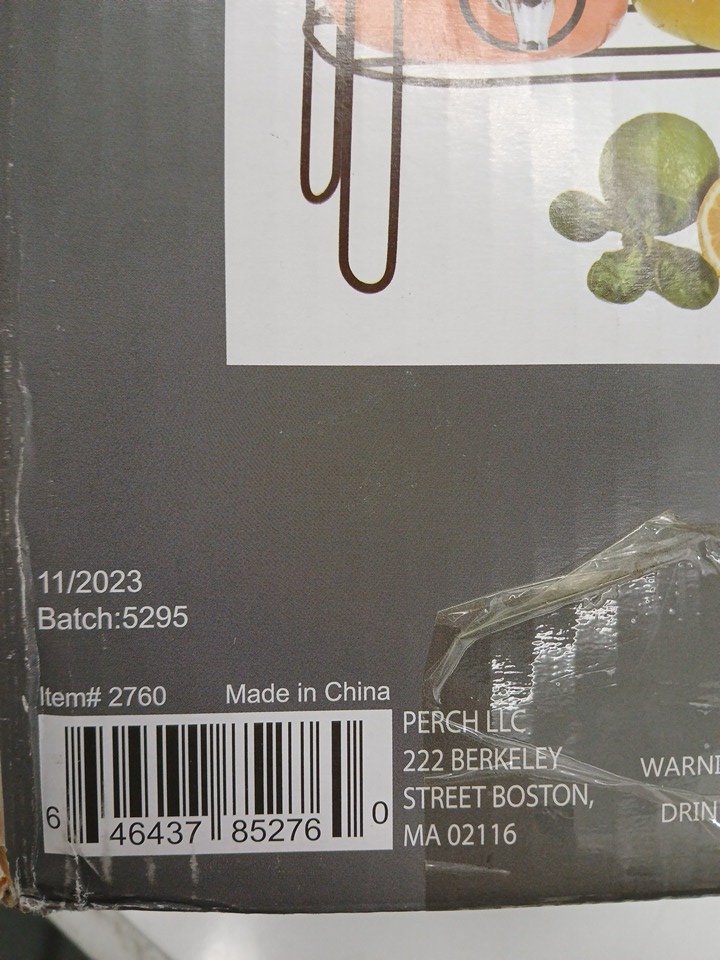 11/2023
Batch:5295
Item# 2760
Made in China
6 46437 85276 0
PERCH LLC
222 BERKELEY
STREET BOSTON,
MA 02116